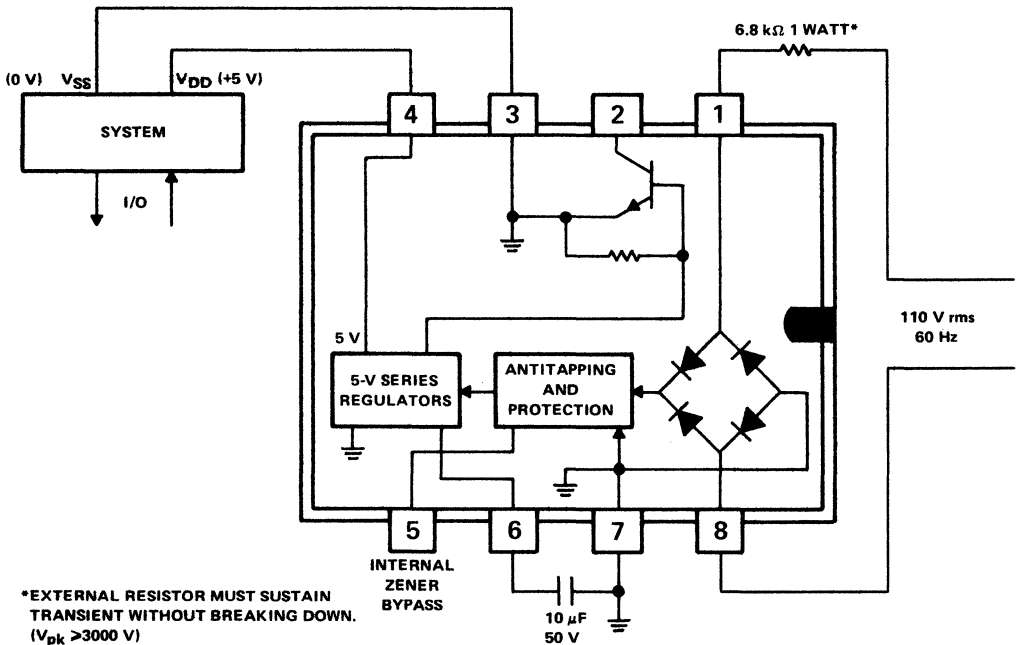 6.8 kΩ 1 WATT*
(0 V) VSS VDD (+5 V)
SYSTEM
I/O
4 3 2 1
110 V rms
60 Hz
5 V
5-V SERIES
REGULATORS
ANTITAPPING
AND
PROTECTION
5 6 7 8
INTERNAL
ZENER
BYPASS
10 μF
50 V
*EXTERNAL RESISTOR MUST SUSTAIN
TRANSIENT WITHOUT BREAKING DOWN.
(Vpk ⩾3000 V)